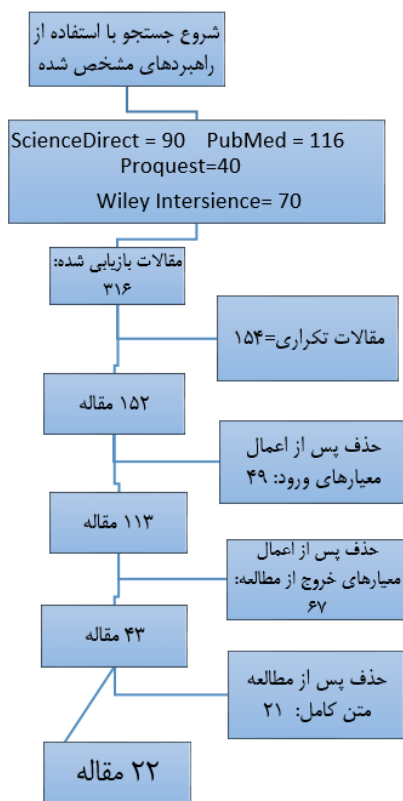 شروع جستجو با استفاده از
راهبردهای مشخص شده
ScienceDirect = 90 PubMed = 116
Proquest=40
Wiley Intersience= 70
مقالات بازیابی شده:
۳۱۶
مقالات تکراری=۱۵۴
۱۵۲ مقاله
حذف پس از اعمال
معیارهای ورود: ۴۹
۱۱۳ مقاله
حذف پس از اعمال
معیارهای خروج از مطالعه:
۶۷
۴۳ مقاله
حذف پس از مطالعه
متن کامل: ۲۱
۲۲ مقاله